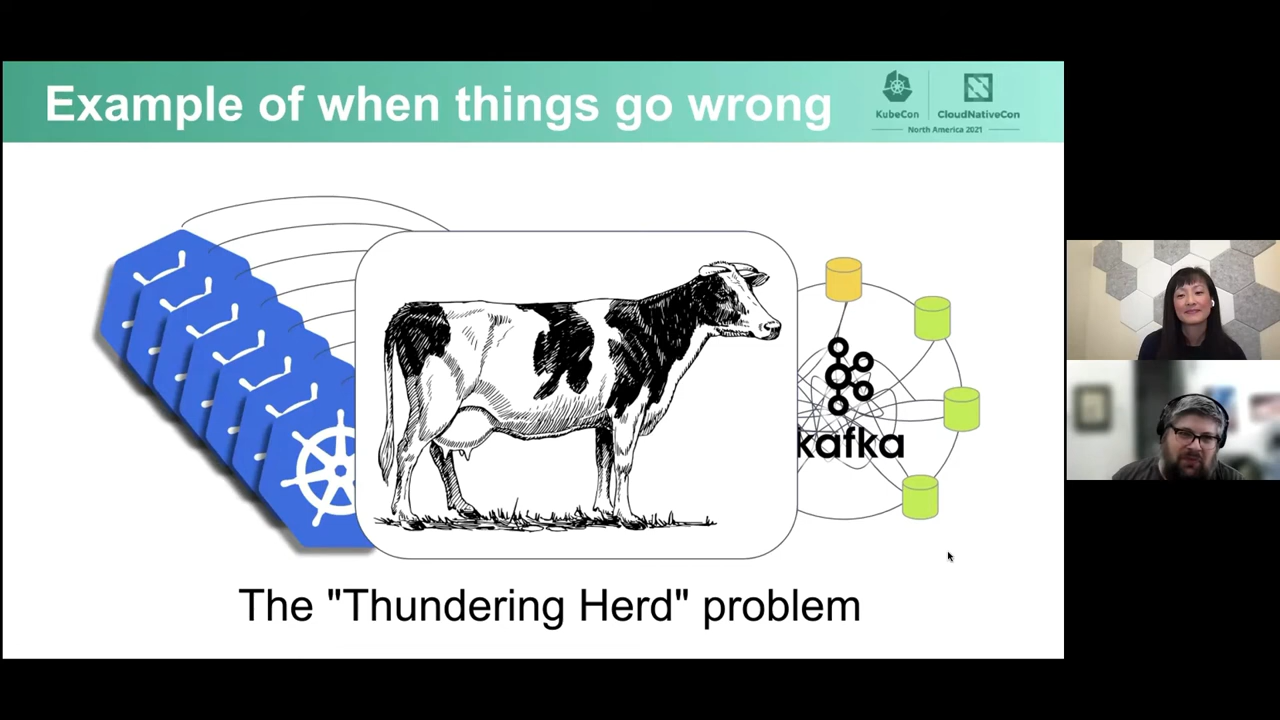 Example of when things go wrong
KubeCon
CloudNativeCon
North America 2021
kafka
The "Thundering Herd" problem